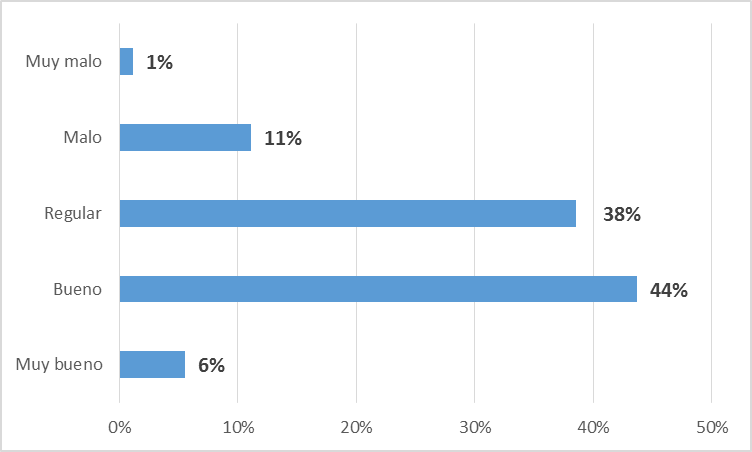 Muy malo 1%
Malo 11%
Regular 38%
Bueno 44%
Muy bueno 6%
0% 10% 20% 30% 40% 50%